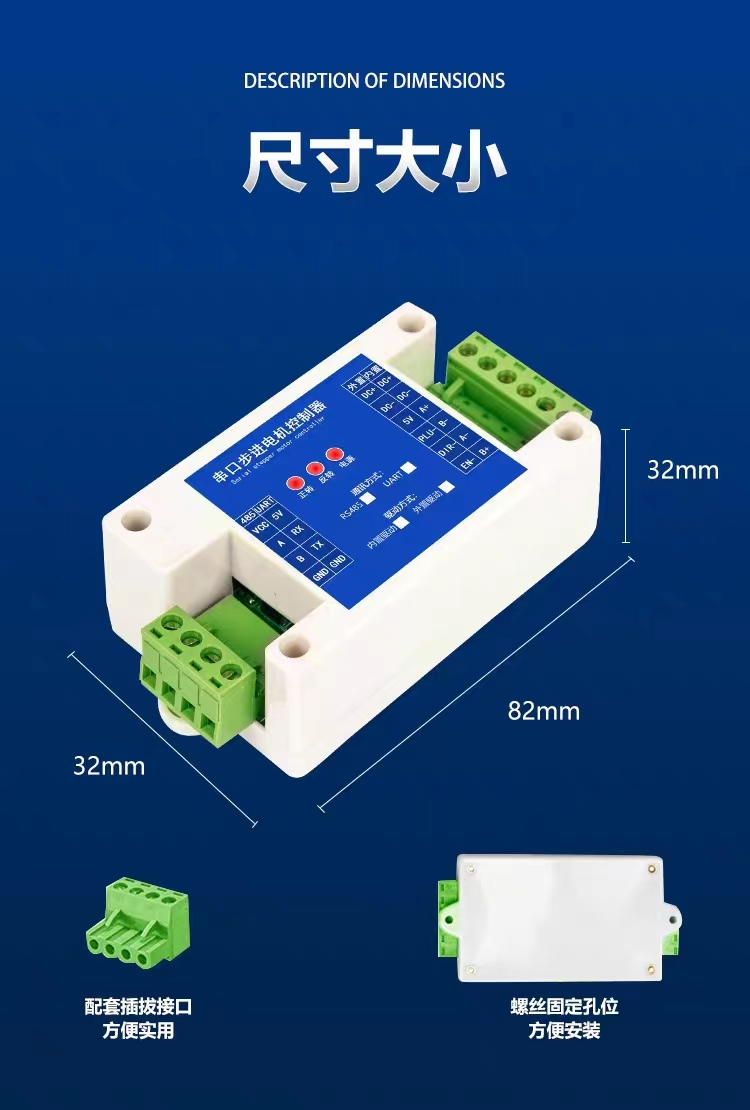 DESCRIPTION OF DIMENSIONS
尺寸大小
串口步进电机控制器
Serial stepper motor controller
正转
反转
电源
外置 内置
DC+ DC+
DC- DC-
5V A+
PLU- B-
DIR- A-
EN- B+
通讯方式:
RS485 UART
驱动方式:
内置驱动 外置驱动
485 UART
VCC 5V
A RX
B TX
GND GND
32mm
82mm
32mm
配套插拔接口
方便实用
螺丝固定孔位
方便安装